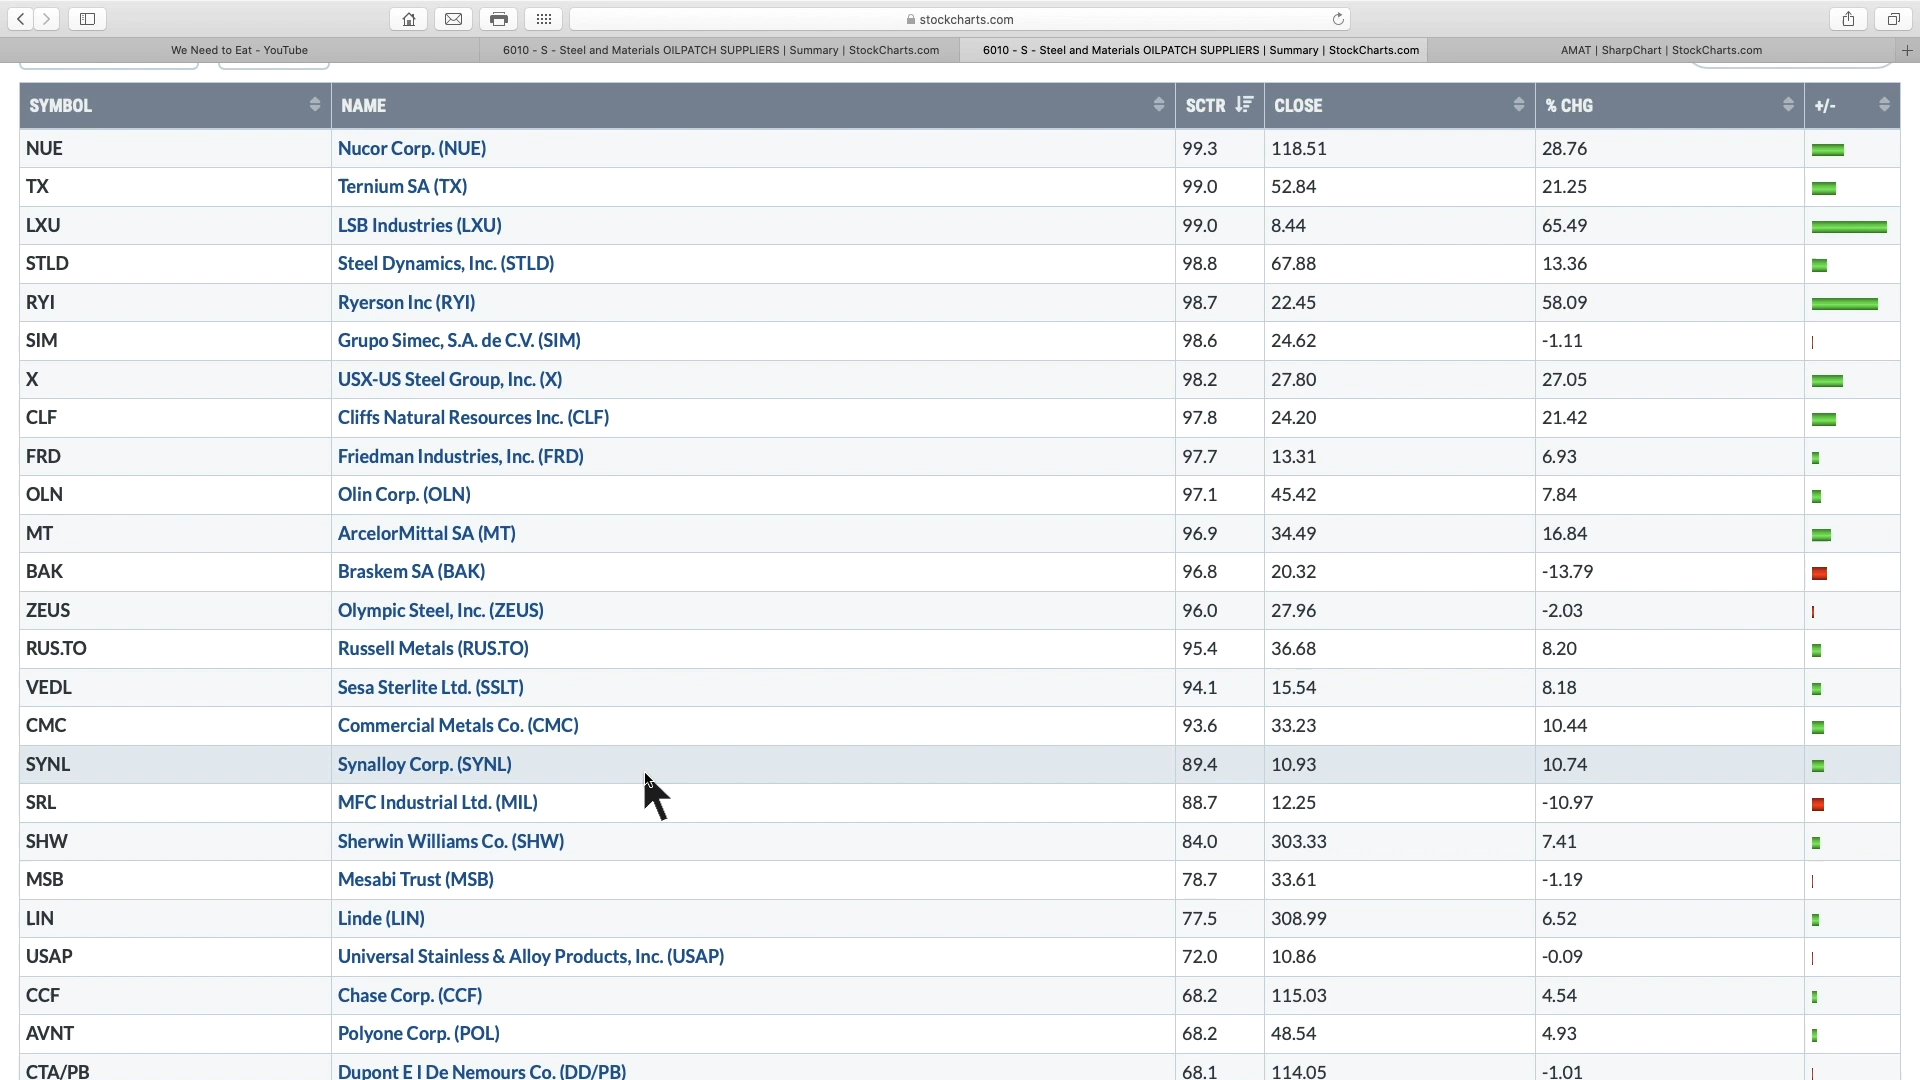 stockcharts.com
We Need to Eat - YouTube 6010 - S - Steel and Materials OILPATCH SUPPLIERS | Summary | StockCharts.com 6010 - S - Steel and Materials OILPATCH SUPPLIERS | Summary | StockCharts.com AMAT | SharpChart | StockCharts.com
SYMBOL NAME SCTR CLOSE % CHG +/-
NUE Nucor Corp. (NUE) 99.3 118.51 28.76
TX Ternium SA (TX) 99.0 52.84 21.25
LXU LSB Industries (LXU) 99.0 8.44 65.49
STLD Steel Dynamics, Inc. (STLD) 98.8 67.88 13.36
RYI Ryerson Inc (RYI) 98.7 22.45 58.09
SIM Grupo Simec, S.A. de C.V. (SIM) 98.6 24.62 -1.11
X USX-US Steel Group, Inc. (X) 98.2 27.80 27.05
CLF Cliffs Natural Resources Inc. (CLF) 97.8 24.20 21.42
FRD Friedman Industries, Inc. (FRD) 97.7 13.31 6.93
OLN Olin Corp. (OLN) 97.1 45.42 7.84
MT ArcelorMittal SA (MT) 96.9 34.49 16.84
BAK Braskem SA (BAK) 96.8 20.32 -13.79
ZEUS Olympic Steel, Inc. (ZEUS) 96.0 27.96 -2.03
RUS.TO Russell Metals (RUS.TO) 95.4 36.68 8.20
VEDL Sesa Sterlite Ltd. (SSLT) 94.1 15.54 8.18
CMC Commercial Metals Co. (CMC) 93.6 33.23 10.44
SYNL Synalloy Corp. (SYNL) 89.4 10.93 10.74
SRL MFC Industrial Ltd. (MIL) 88.7 12.25 -10.97
SHW Sherwin Williams Co. (SHW) 84.0 303.33 7.41
MSB Mesabi Trust (MSB) 78.7 33.61 -1.19
LIN Linde (LIN) 77.5 308.99 6.52
USAP Universal Stainless & Alloy Products, Inc. (USAP) 72.0 10.86 -0.09
CCF Chase Corp. (CCF) 68.2 115.03 4.54
AVNT Polyone Corp. (POL) 68.2 48.54 4.93
CTA/PB Dupont E I De Nemours Co. (DD/PB) 68.1 114.05 -1.01